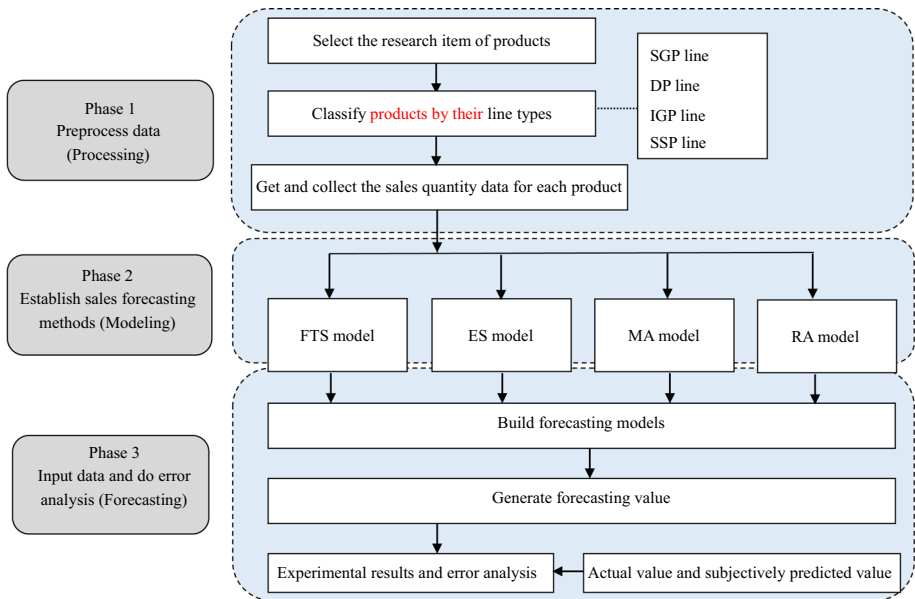 Phase 1
Preprocess data
(Processing)
Select the research item of products
Classify products by their line types
SGP line
DP line
IGP line
SSP line
Get and collect the sales quantity data for each product
Phase 2
Establish sales forecasting
methods (Modeling)
FTS model
ES model
MA model
RA model
Phase 3
Input data and do error
analysis (Forecasting)
Build forecasting models
Generate forecasting value
Experimental results and error analysis
Actual value and subjectively predicted value